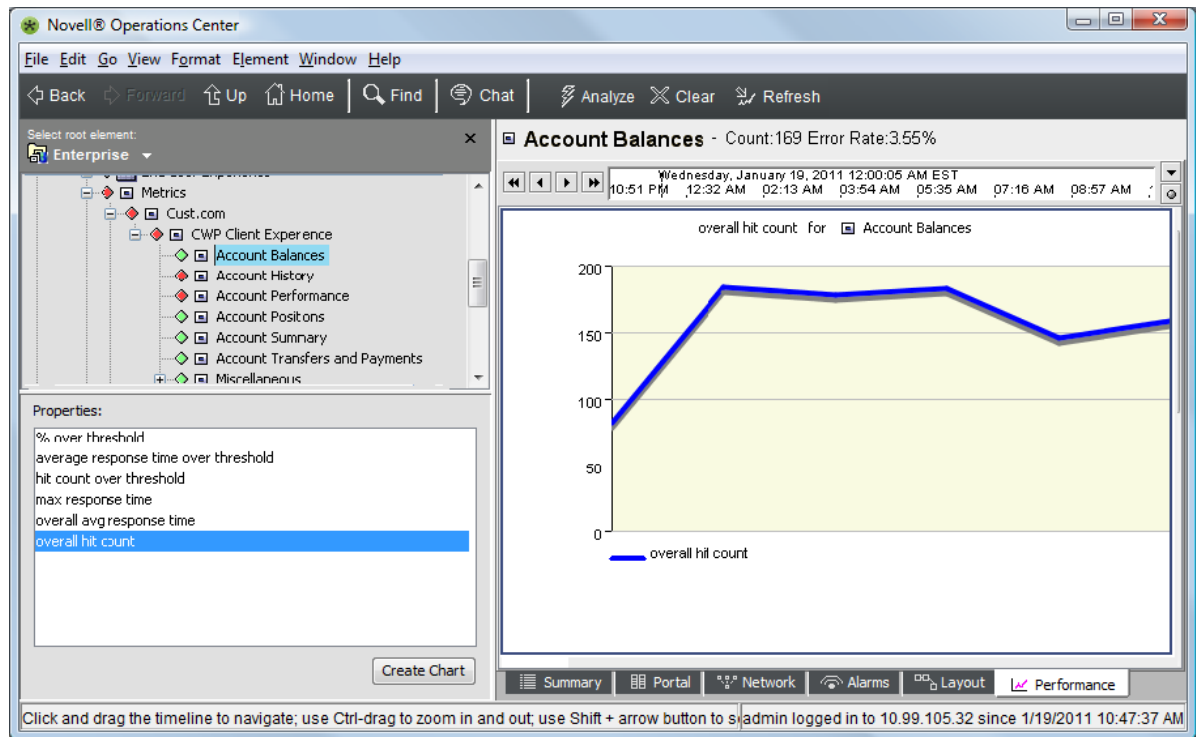 Novell® Operations Center
File Edit Go View Format Element Window Help
Back Forward Up Home Find Chat Analyze Clear Refresh
Select root element:
Enterprise
Metrics
Cust.com
CWP Client Experence
Account Balances
Account History
Account Performance
Account Positons
Account Summary
Account Transfers and Payments
Miscellaneous
Properties:
% over threshold
average response time over threshold
hit count over threshold
max response time
overall avg response time
overall hit count
Create Chart
Account Balances - Count:169 Error Rate:3.55%
Wednesday, January 19, 2011 12:00:05 AM EST
10:51 PM 12:32 AM 02:13 AM 03:54 AM 05:35 AM 07:16 AM 08:57 AM
overall hit count for Account Balances
200
150
100
50
0
overall hit count
Summary Portal Network Alarms Layout Performance
Click and drag the timeline to navigate; use Ctrl-drag to zoom in and out; use Shift + arrow button to s
admin logged in to 10.99.105.32 since 1/19/2011 10:47:37 AM